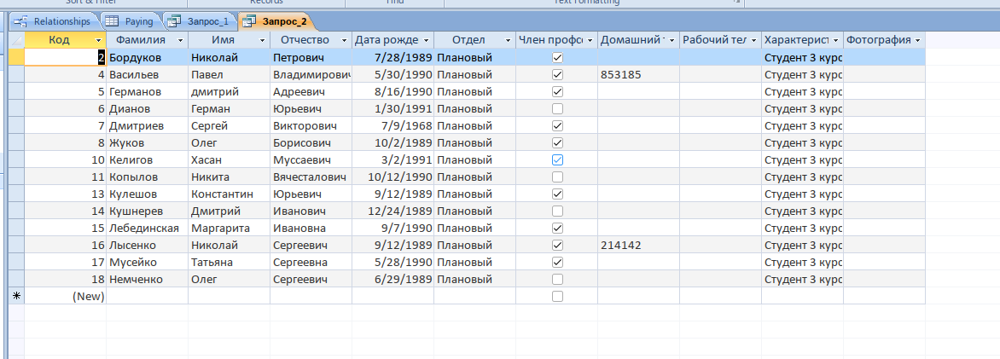 Sort & Filter Records Find Text Formatting
Relationships Paying Запрос_1 Запрос_2
Код Фамилия Имя Отчество Дата рожде Отдел Член профс Домашний т Рабочий тел Характерист Фотография
2 Бордуков Николай Петрович 7/28/1989 Плановый Студент 3 курс
4 Васильев Павел Владимирович 5/30/1990 Плановый 853185 Студент 3 курс
5 Германов дмитрий Адреевич 8/16/1990 Плановый Студент 3 курс
6 Дианов Герман Юрьевич 1/30/1991 Плановый Студент 3 курс
7 Дмитриев Сергей Викторович 7/9/1968 Плановый Студент 3 курс
8 Жуков Олег Борисович 10/2/1989 Плановый Студент 3 курс
10 Келигов Хасан Муссаевич 3/2/1991 Плановый Студент 3 курс
11 Копылов Никита Вячесталович 10/12/1990 Плановый Студент 3 курс
13 Кулешов Константин Юрьевич 9/12/1989 Плановый Студент 3 курс
14 Кушнерев Дмитрий Иванович 12/24/1989 Плановый Студент 3 курс
15 Лебединская Маргарита Ивановна 9/7/1990 Плановый Студент 3 курс
16 Лысенко Николай Сергеевич 9/12/1989 Плановый 214142 Студент 3 курс
17 Мусейко Татьяна Сергеевна 5/28/1990 Плановый Студент 3 курс
18 Немченко Олег Сергеевич 6/29/1989 Плановый Студент 3 курс
(New)